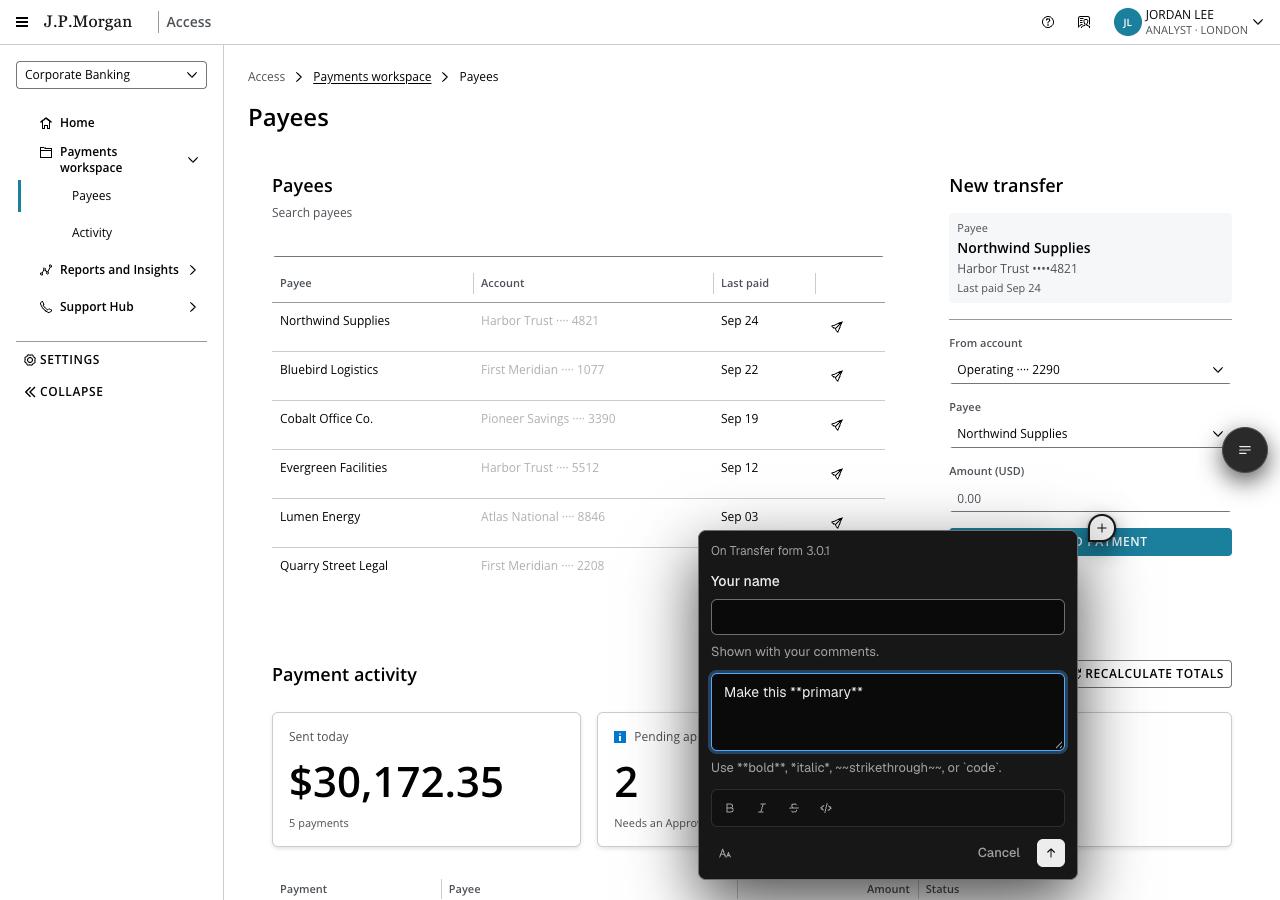 J.P.Morgan
Access
JL
JORDAN LEE
ANALYST · LONDON
Corporate Banking
Home
Payments workspace
Payees
Activity
Reports and Insights
Support Hub
SETTINGS
COLLAPSE
Access
Payments workspace
Payees
Payees
Payees
Search payees
Payee Account Last paid
Northwind Supplies Harbor Trust ···· 4821 Sep 24
Bluebird Logistics First Meridian ···· 1077 Sep 22
Cobalt Office Co. Pioneer Savings ···· 3390 Sep 19
Evergreen Facilities Harbor Trust ···· 5512 Sep 12
Lumen Energy Atlas National ···· 8846 Sep 03
Quarry Street Legal First Meridian ···· 2208
New transfer
Payee
Northwind Supplies
Harbor Trust ••••4821
Last paid Sep 24
From account
Operating ···· 2290
Payee
Northwind Supplies
Amount (USD)
0.00
On Transfer form 3.0.1
Your name
Shown with your comments.
Make this **primary**
Use **bold**, *italic*, ~~strikethrough~~, or `code`.
B I S </>
AA
Cancel
Payment activity
RECALCULATE TOTALS
Sent today
$30,172.35
5 payments
Pending
2
Needs an
Payment Payee Amount Status